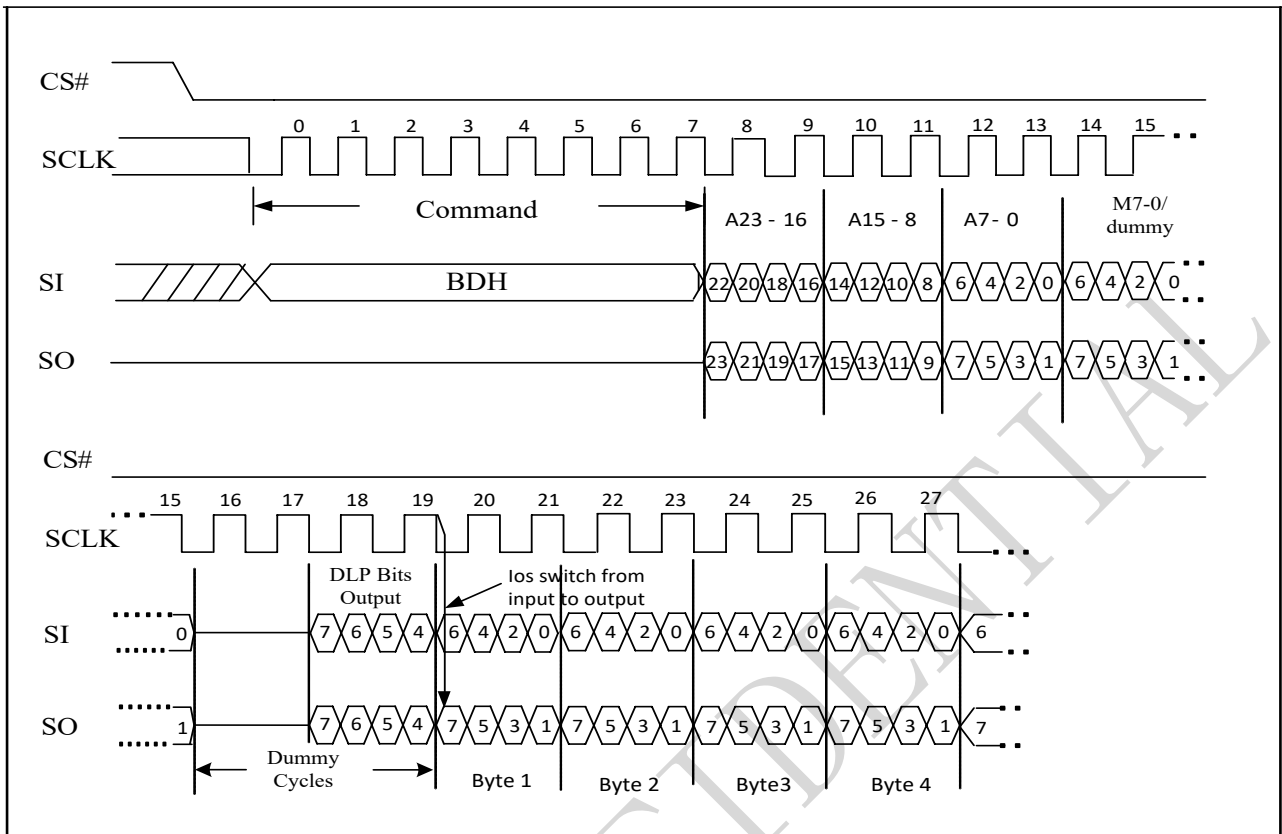 CS#
0 1 2 3 4 5 6 7 8 9 10 11 12 13 14 15
SCLK
Command
A23 - 16 A15 - 8 A7 - 0 M7-0/
dummy
SI BDH 22 20 18 16 14 12 10 8 6 4 2 0 6 4 2 0
SO 23 21 19 17 15 13 11 9 7 5 3 1 7 5 3 1
CS#
15 16 17 18 19 20 21 22 23 24 25 26 27
SCLK
DLP Bits
Output
Ios switch from
input to output
SI 0 7 6 5 4 6 4 2 0 6 4 2 0 6 4 2 0 6 4 2 0 6
SO 1 7 6 5 4 7 5 3 1 7 5 3 1 7 5 3 1 7 5 3 1 7
Dummy
Cycles
Byte 1 Byte 2 Byte3 Byte 4